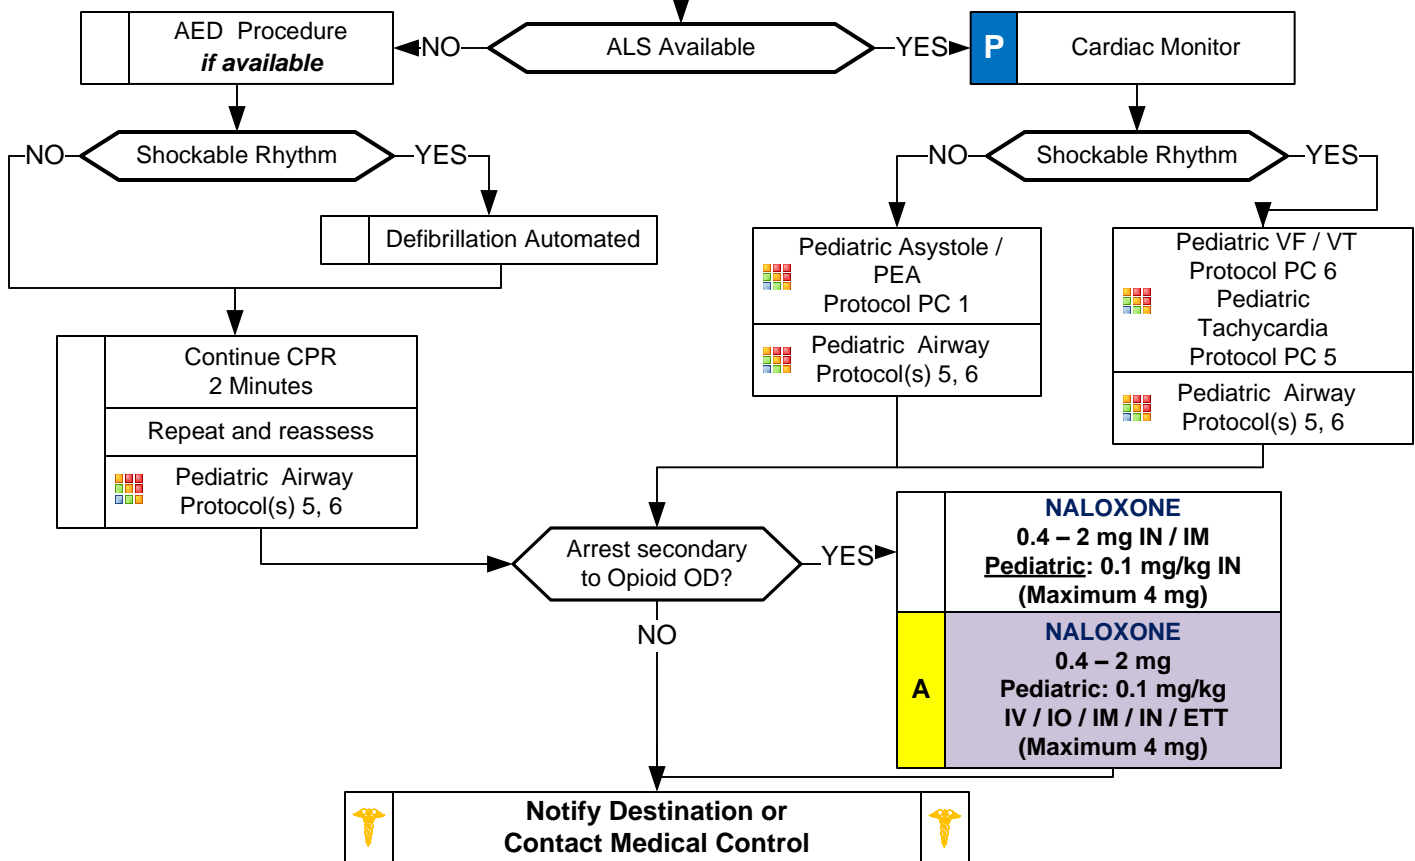 AED Procedure
if available
NO
ALS Available
YES
P
Cardiac Monitor
NO
Shockable Rhythm
YES
NO
Shockable Rhythm
YES
Defibrillation Automated
Pediatric Asystole /
PEA
Protocol PC 1
Pediatric Airway
Protocol(s) 5, 6
Pediatric VF / VT
Protocol PC 6
Pediatric
Tachycardia
Protocol PC 5
Pediatric Airway
Protocol(s) 5, 6
Continue CPR
2 Minutes
Repeat and reassess
Pediatric Airway
Protocol(s) 5, 6
Arrest secondary
to Opioid OD?
YES
NO
NALOXONE
0.4 – 2 mg IN / IM
Pediatric: 0.1 mg/kg IN
(Maximum 4 mg)
A
NALOXONE
0.4 – 2 mg
Pediatric: 0.1 mg/kg
IV / IO / IM / IN / ETT
(Maximum 4 mg)
Notify Destination or
Contact Medical Control